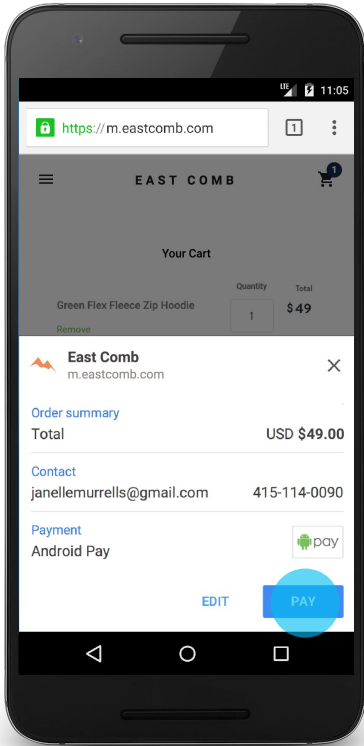 LTE 11:05
https://m.eastcomb.com 1
EAST COMB 1
Your Cart
Quantity Total
Green Flex Fleece Zip Hoodie 1 $49
Remove
East Comb
m.eastcomb.com
Order summary
Total USD $49.00
Contact
janellemurrells@gmail.com 415-114-0090
Payment
Android Pay pay
EDIT PAY